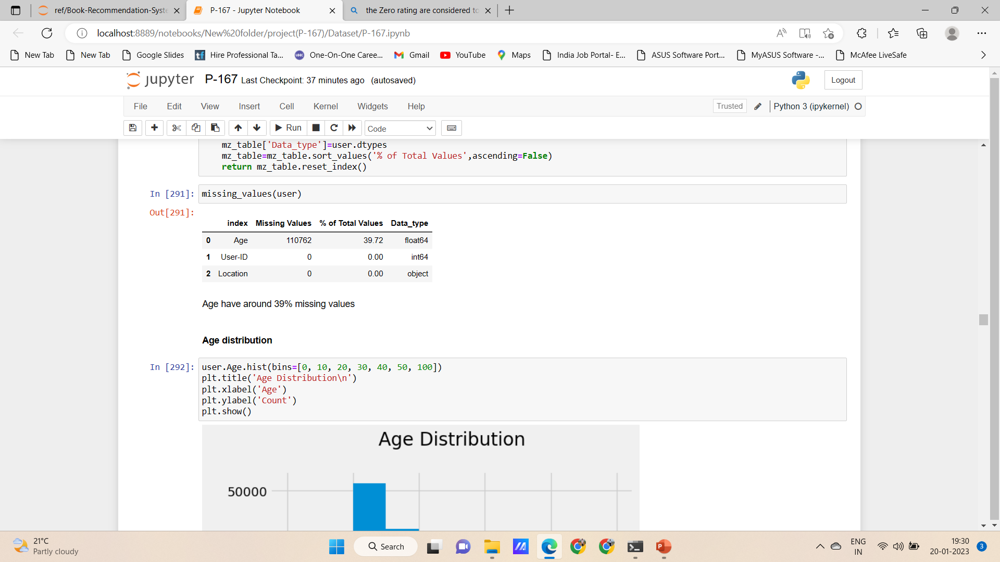 ref/Book-Recommendation-Syste
P-167 - Jupyter Notebook
the Zero rating are considered to
localhost:8889/notebooks/New%20folder/project(P-167)/Dataset/P-167.ipynb
New Tab
New Tab
Google Slides
Hire Professional Ta...
One-On-One Caree...
Gmail
YouTube
Maps
India Job Portal- E...
ASUS Software Port...
MyASUS Software -...
McAfee LiveSafe
jupyter P-167 Last Checkpoint: 37 minutes ago (autosaved)
Logout
File Edit View Insert Cell Kernel Widgets Help
Trusted
Python 3 (ipykernel)
Run
Code
mz_table['Data_type']=user.dtypes
mz_table=mz_table.sort_values('% of Total Values',ascending=False)
return mz_table.reset_index()
In [291]: missing_values(user)
Out[291]:
index Missing Values % of Total Values Data_type
0 Age 110762 39.72 float64
1 User-ID 0 0.00 int64
2 Location 0 0.00 object
Age have around 39% missing values
Age distribution
In [292]: user.Age.hist(bins=[0, 10, 20, 30, 40, 50, 100])
plt.title('Age Distribution\n')
plt.xlabel('Age')
plt.ylabel('Count')
plt.show()
Age Distribution
50000
21°C
Partly cloudy
Search
ENG
IN
19:30
20-01-2023
3